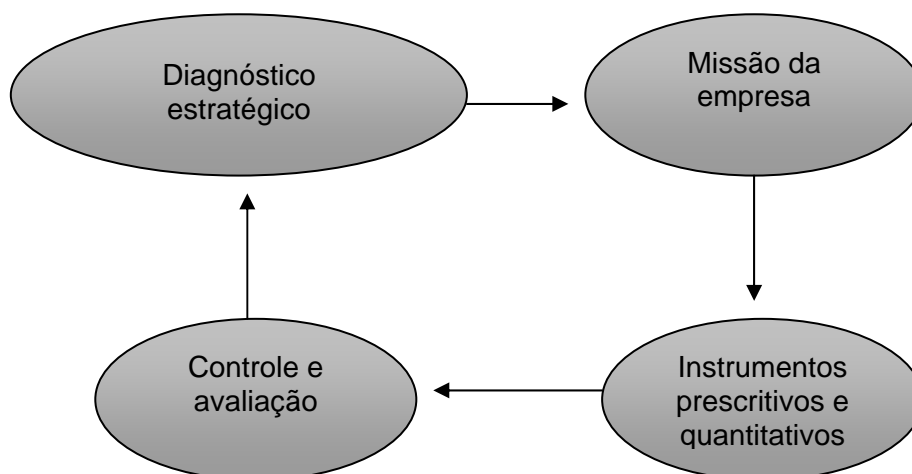 Diagnóstico
estratégico
Missão da
empresa
Controle e
avaliação
Instrumentos
prescritivos e
quantitativos